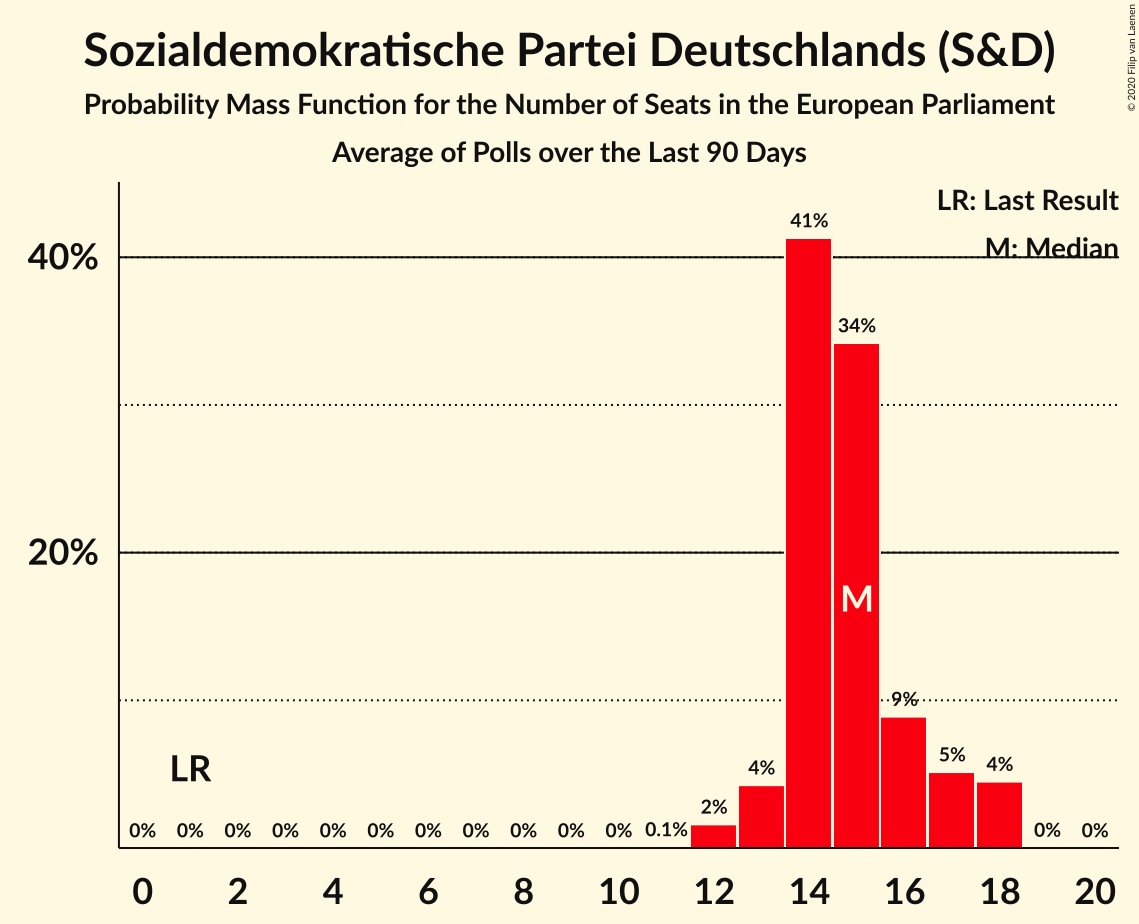 Sozialdemokratische Partei Deutschlands (S&D)
Probability Mass Function for the Number of Seats in the European Parliament
Average of Polls over the Last 90 Days
© 2020 Filip van Laenen
LR: Last Result
M: Median
40%
20%
41%
34%
M
9%
5%
4%
4%
2%
LR
0% 0% 0% 0% 0% 0% 0% 0% 0% 0% 0% 0.1% 0% 0%
0 2 4 6 8 10 12 14 16 18 20